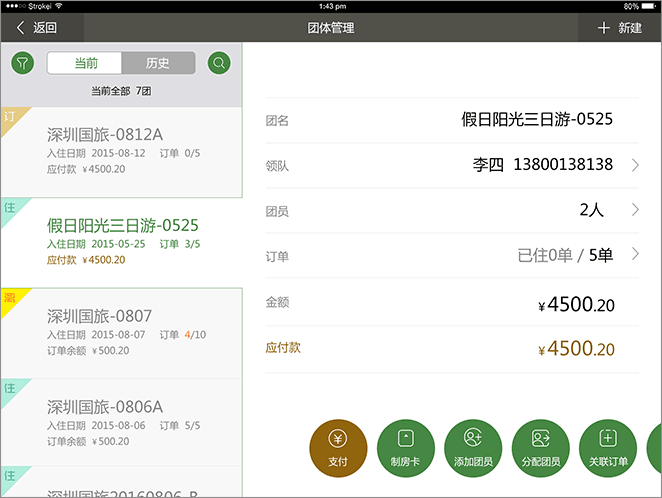 Strokei 1:43 pm 80%
返回 团体管理 新建
当前 历史
当前全部 7团
订
深圳国旅-0812A
入住日期 2015-08-12 订单 0/5
应付款 ¥4500.20
住
假日阳光三日游-0525
入住日期 2015-05-25 订单 3/5
应付款 ¥4500.20
深圳国旅-0807
入住日期 2015-08-07 订单 4/10
订单余额 ¥500.20
住
深圳国旅-0806A
入住日期 2015-08-06 订单 5/5
订单余额 ¥500.20
住
深圳国旅20160806-B
团名 假日阳光三日游-0525
领队 李四 13800138138
团员 2人
订单 已住0单 / 5单
金额 ¥4500.20
应付款 ¥4500.20
支付 制房卡 添加团员 分配团员 关联订单